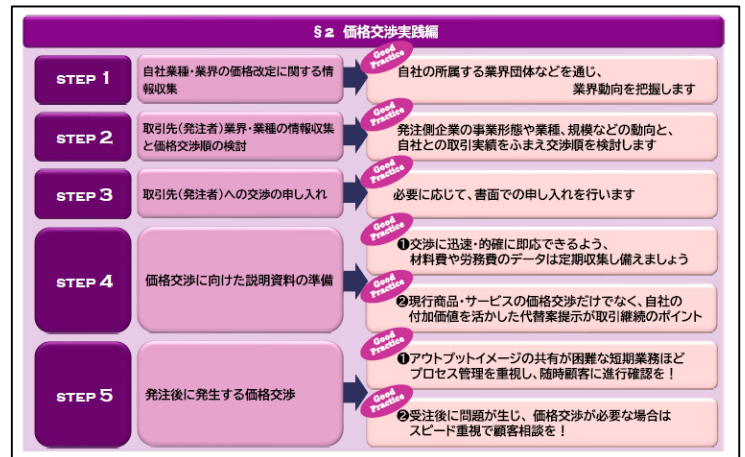 §2 価格交渉実践編
STEP 1
自社業種・業界の価格改定に関する情
報収集
Good
Practice
自社の所属する業界団体などを通じ、
業界動向を把握します
STEP 2
取引先(発注者)業界・業種の情報収集
と価格交渉順の検討
Good
Practice
発注側企業の事業形態や業種、規模などの動向と、
自社との取引実績をふまえ交渉順を検討します
STEP 3
取引先(発注者)への交渉の申し入れ
Good
Practice
必要に応じて、書面での申し入れを行います
STEP 4
価格交渉に向けた説明資料の準備
Good
Practice
❶交渉に迅速・的確に即応できるよう、
材料費や労務費のデータは定期収集し備えましょう
Good
Practice
❷現行商品・サービスの価格交渉だけでなく、自社の
付加価値を活かした代替案提示が取引継続のポイント
STEP 5
発注後に発生する価格交渉
Good
Practice
❶アウトプットイメージの共有が困難な短期業務ほど
プロセス管理を重視し、随時顧客に進行確認を!
Good
Practice
❷受注後に問題が生じ、価格交渉が必要な場合は
スピード重視で顧客相談を!